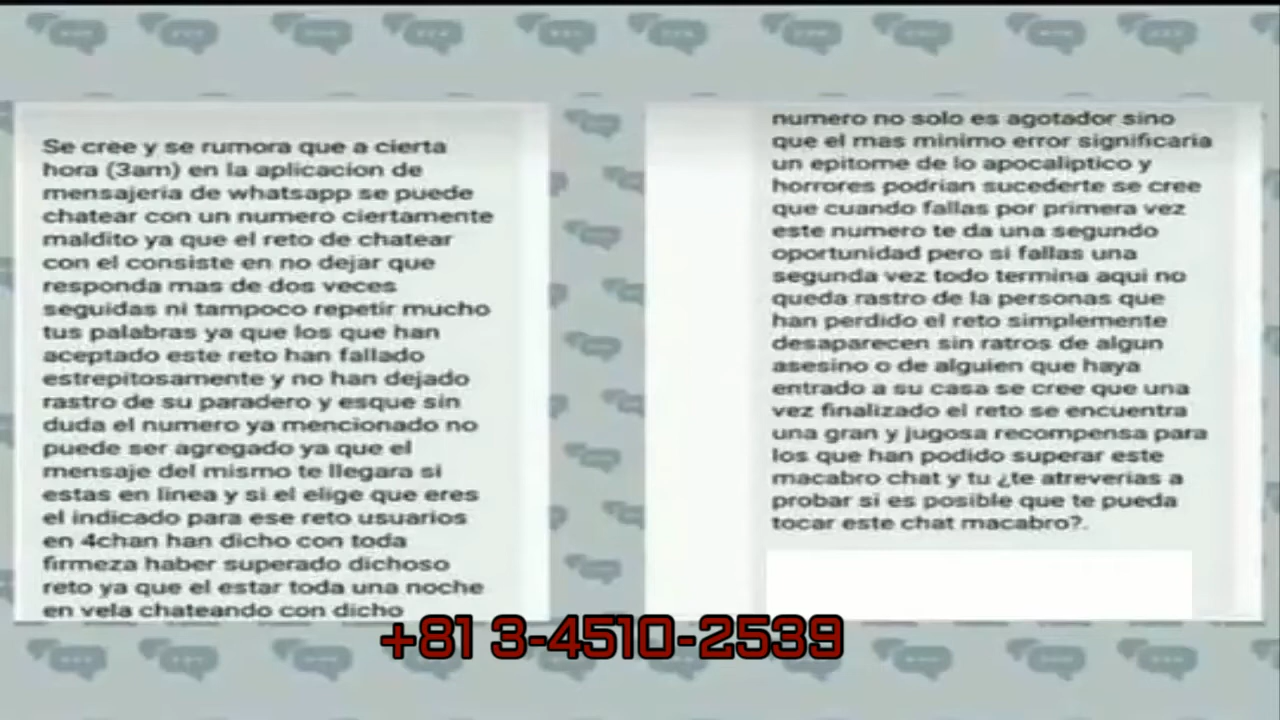 Se cree y se rumora que a cierta
hora (3am) en la aplicacion de
mensajeria de whatsapp se puede
chatear con un numero ciertamente
maldito ya que el reto de chatear
con el consiste en no dejar que
responda mas de dos veces
seguidas ni tampoco repetir mucho
tus palabras ya que los que han
aceptado este reto han fallado
estrepitosamente y no han dejado
rastro de su paradero y esque sin
duda el numero ya mencionado no
puede ser agregado ya que el
mensaje del mismo te llegara si
estas en linea y si el elige que eres
el indicado para ese reto usuarios
en 4chan han dicho con toda
firmeza haber superado dichoso
reto ya que el estar toda una noche
en vela chateando con dicho
numero no solo es agotador sino
que el mas minimo error significaria
un epitome de lo apocaliptico y
horrores podrian sucederte se cree
que cuando fallas por primera vez
este numero te da una segundo
oportunidad pero si fallas una
segunda vez todo termina aqui no
queda rastro de la personas que
han perdido el reto simplemente
desaparecen sin ratros de algun
asesino o de alguien que haya
entrado a su casa se cree que una
vez finalizado el reto se encuentra
una gran y jugosa recompensa para
los que han podido superar este
macabro chat y tu ¿te atreverias a
probar si es posible que te pueda
tocar este chat macabro?.
+81 3-4510-2539